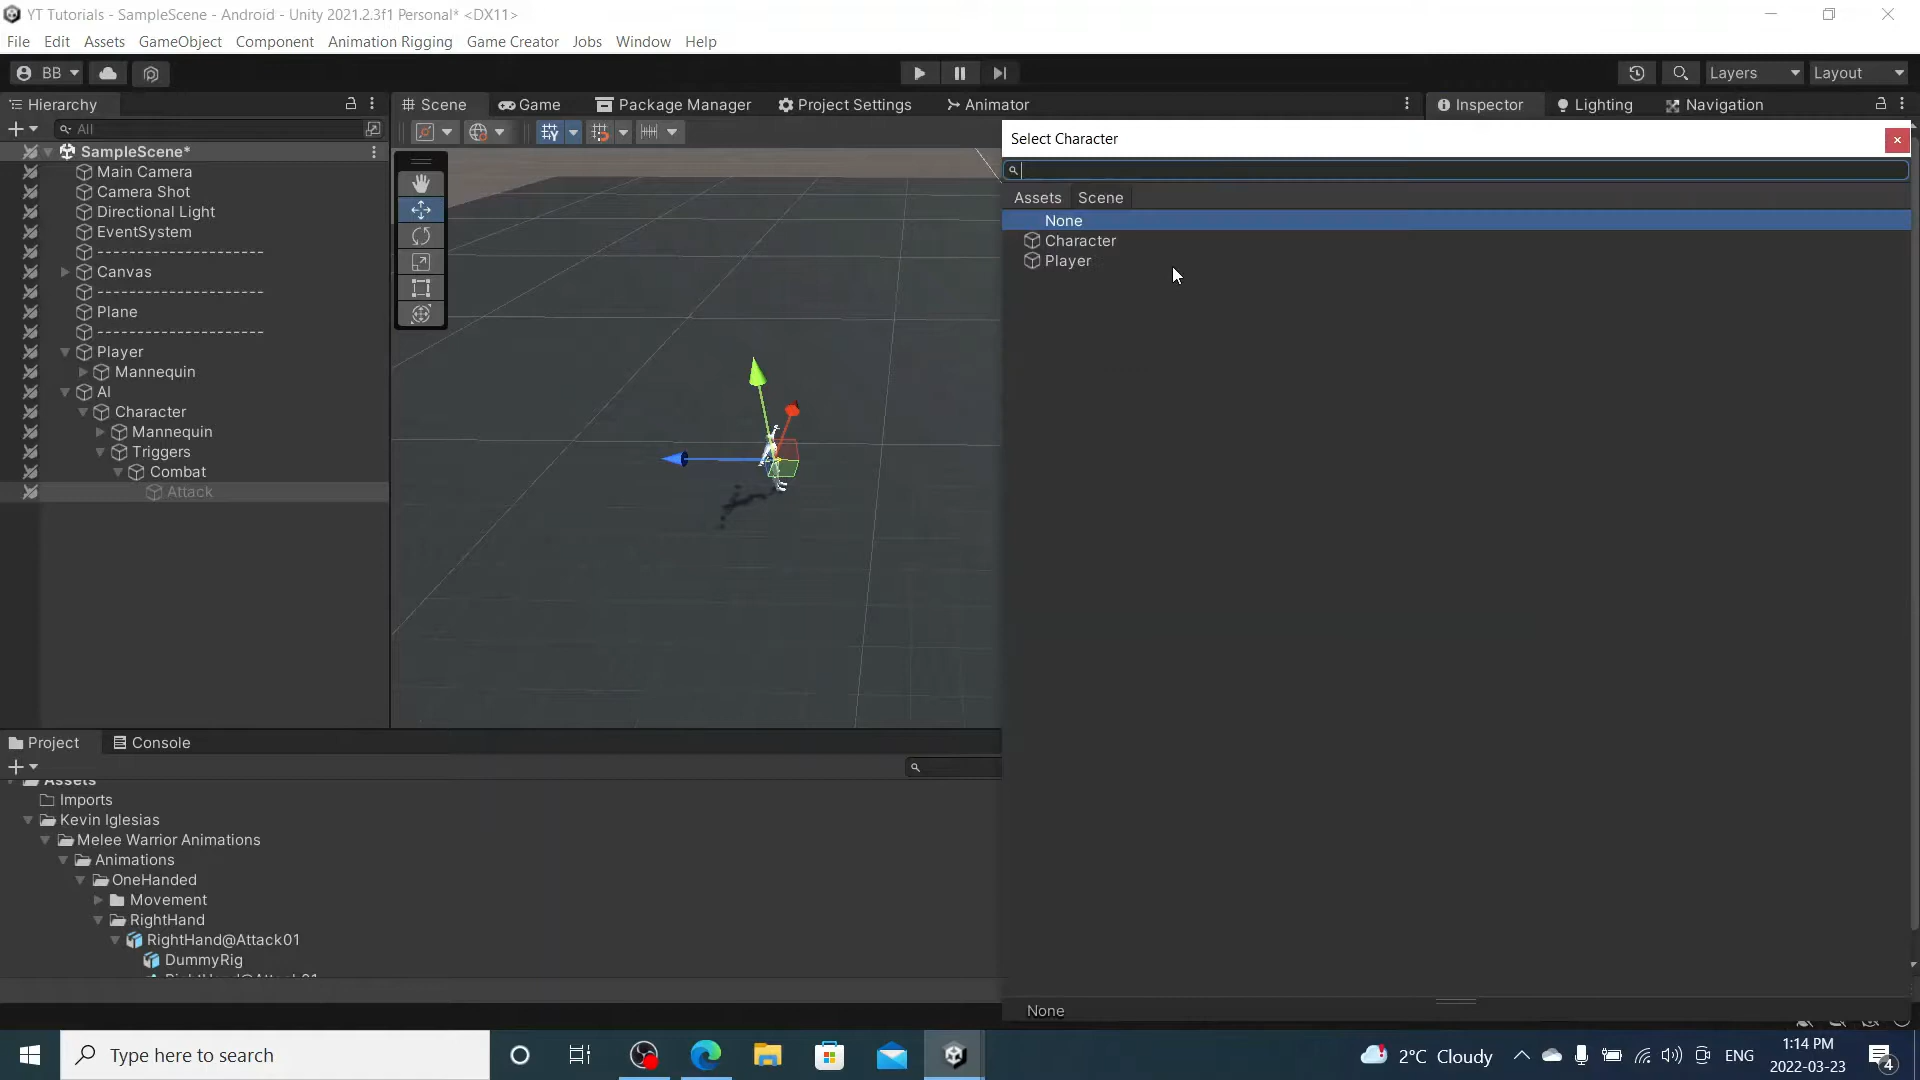 YT Tutorials - SampleScene - Android - Unity 2021.2.3f1 Personal* <DX11>
File Edit Assets GameObject Component Animation Rigging Game Creator Jobs Window Help
BB Layers Layout
Hierarchy Scene Game Package Manager Project Settings Animator Inspector Lighting Navigation
All
SampleScene*
Main Camera
Camera Shot
Directional Light
EventSystem
--------------------
Canvas
--------------------
Plane
--------------------
Player
Mannequin
AI
Character
Mannequin
Triggers
Combat
Attack
Select Character
Assets Scene
None
Character
Player
None
Project Console
Assets
Imports
Kevin Iglesias
Melee Warrior Animations
Animations
OneHanded
Movement
RightHand
RightHand@Attack01
DummyRig
RightHand@Attack01
Type here to search
2°C Cloudy
ENG
1:14 PM
2022-03-23
4